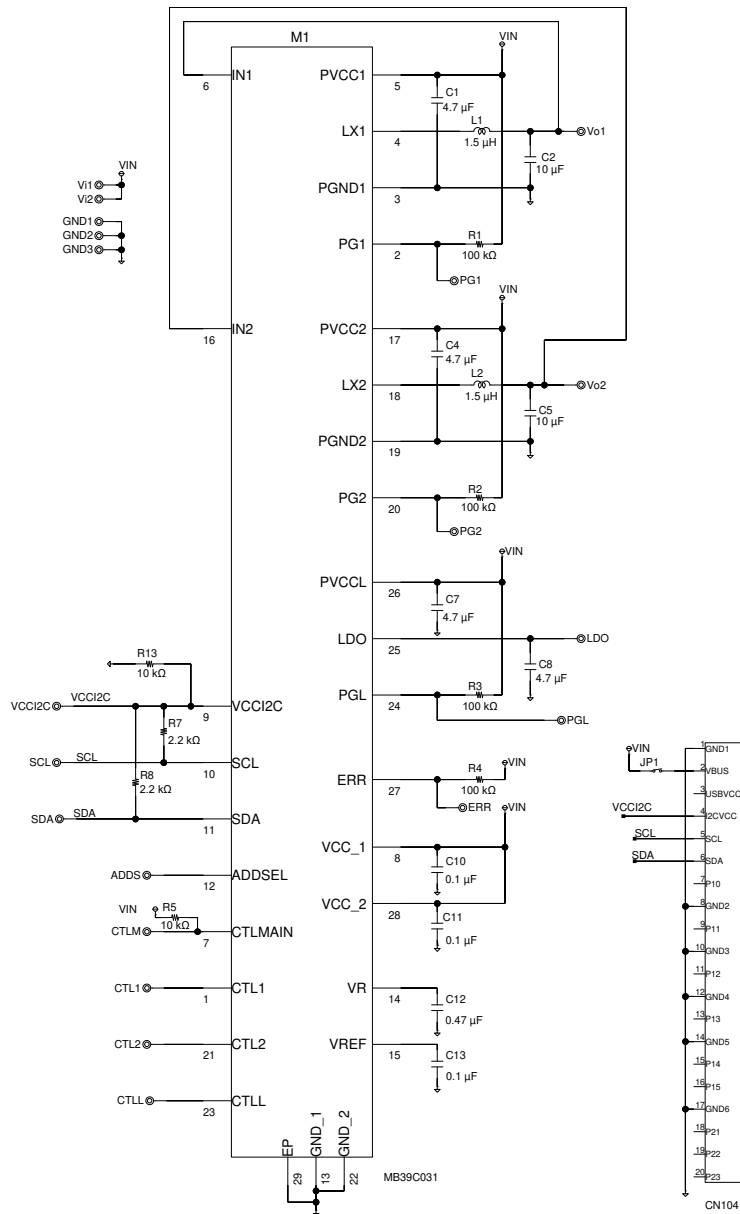 M1
IN1
6
IN2
16
VIN
Vi1
Vi2
GND1
GND2
GND3
PVCC1
5
C1
4.7 µF
VIN
LX1
4
L1
1.5 µH
Vo1
C2
10 µF
PGND1
3
PG1
2
R1
100 kΩ
PG1
VIN
PVCC2
17
C4
4.7 µF
LX2
18
L2
1.5 µH
Vo2
C5
10 µF
PGND2
19
PG2
20
R2
100 kΩ
PG2
VIN
PVCCL
26
C7
4.7 µF
LDO
25
LDO
C8
4.7 µF
PGL
24
R3
100 kΩ
PGL
ERR
27
R4
100 kΩ
VIN
ERR
VIN
VCC_1
8
C10
0.1 µF
VCC_2
28
C11
0.1 µF
VR
14
C12
0.47 µF
VREF
15
C13
0.1 µF
R13
10 kΩ
VCCI2C
VCCI2C
9
VCCI2C
R7
2.2 kΩ
SCL
SCL
10
SCL
R8
2.2 kΩ
SDA
SDA
11
SDA
ADDS
12
ADDSEL
VIN
R5
10 kΩ
CTLM
7
CTLMAIN
CTL1
1
CTL1
CTL2
21
CTL2
CTLL
23
CTLL
EP
GND_1
GND_2
29
13
22
MB39C031
VIN
JP1
VCCI2C
SCL
SDA
1
GND1
2
VBUS
3
USBVCC
4
I2CVCC
5
SCL
6
SDA
7
P10
8
GND2
9
P11
10
GND3
11
P12
12
GND4
13
P13
14
GND5
15
P14
16
P15
17
GND6
18
P21
19
P22
20
P23
CN104